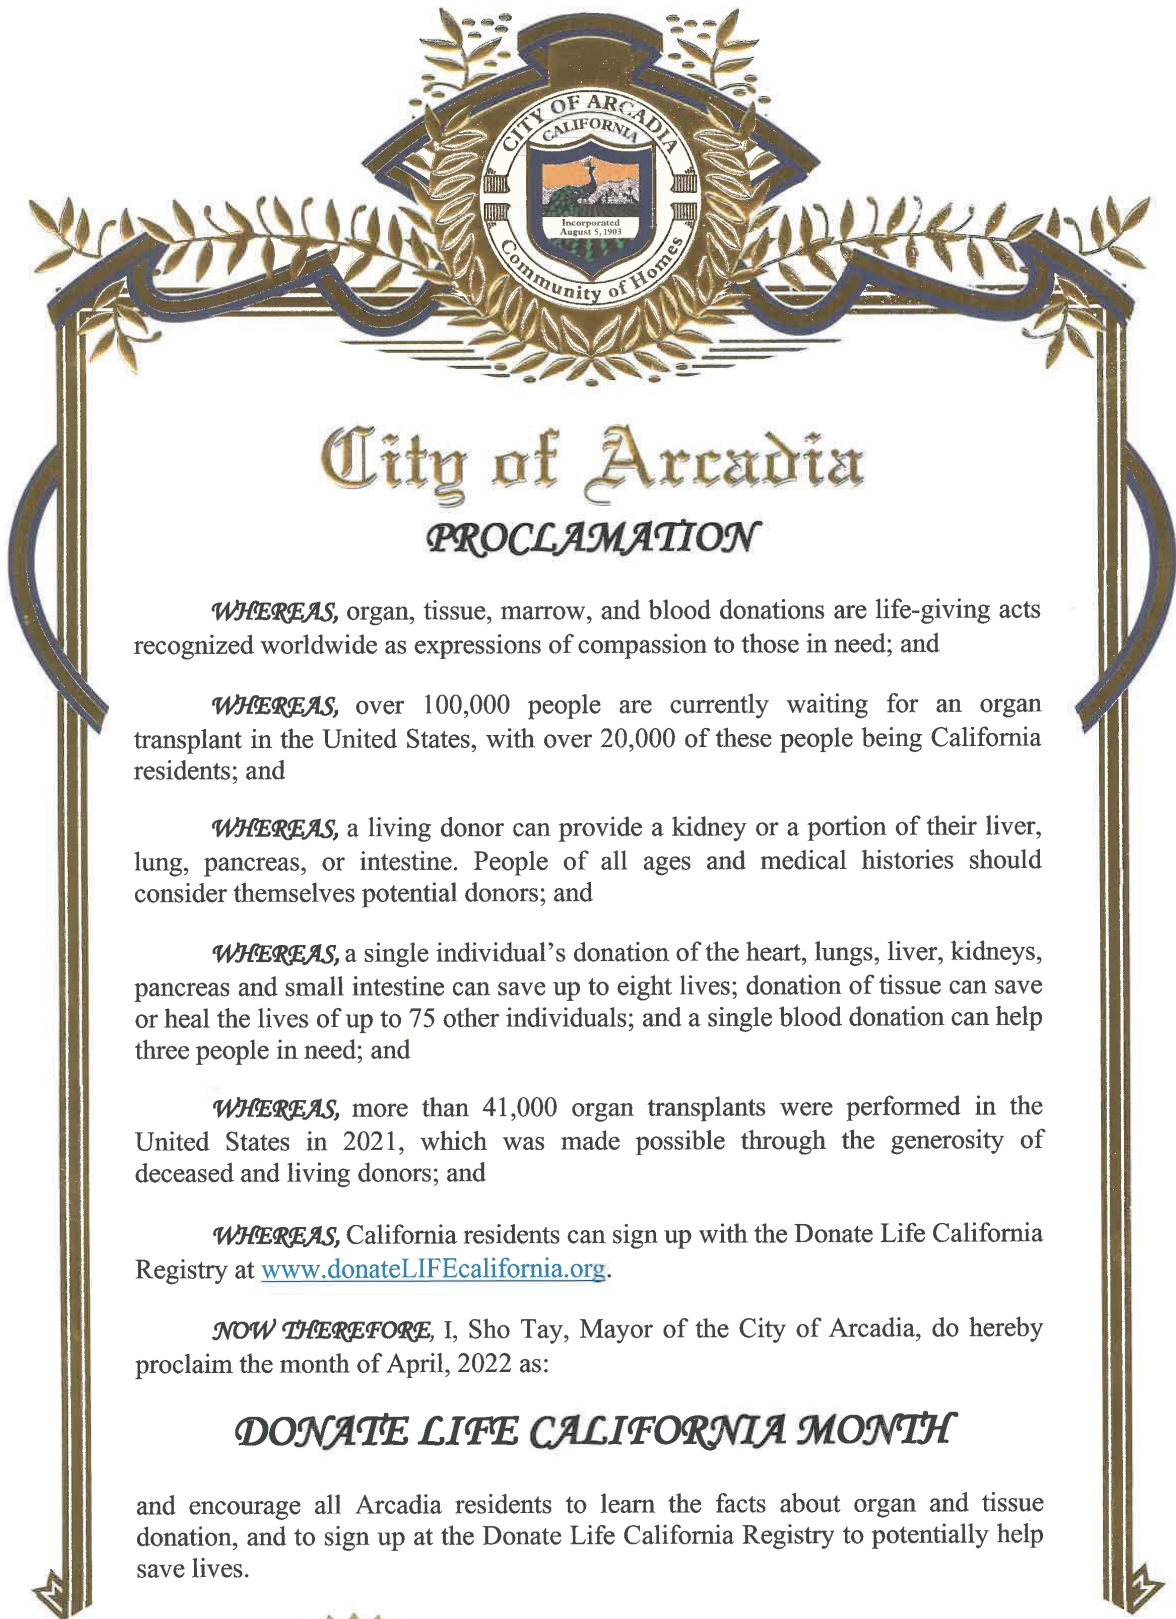 CITY OF ARCADIA
CALIFORNIA
Incorporated
August 5, 1903
Community of Homes
City of Arcadia
PROCLAMATION
WHEREAS, organ, tissue, marrow, and blood donations are life-giving acts
recognized worldwide as expressions of compassion to those in need; and
WHEREAS, over 100,000 people are currently waiting for an organ
transplant in the United States, with over 20,000 of these people being California
residents; and
WHEREAS, a living donor can provide a kidney or a portion of their liver,
lung, pancreas, or intestine. People of all ages and medical histories should
consider themselves potential donors; and
WHEREAS, a single individual's donation of the heart, lungs, liver, kidneys,
pancreas and small intestine can save up to eight lives; donation of tissue can save
or heal the lives of up to 75 other individuals; and a single blood donation can help
three people in need; and
WHEREAS, more than 41,000 organ transplants were performed in the
United States in 2021, which was made possible through the generosity of
deceased and living donors; and
WHEREAS, California residents can sign up with the Donate Life California
Registry at www.donateLIFEcalifornia.org.
NOW THEREFORE, I, Sho Tay, Mayor of the City of Arcadia, do hereby
proclaim the month of April, 2022 as:
DONATE LIFE CALIFORNIA MONTH
and encourage all Arcadia residents to learn the facts about organ and tissue
donation, and to sign up at the Donate Life California Registry to potentially help
save lives.